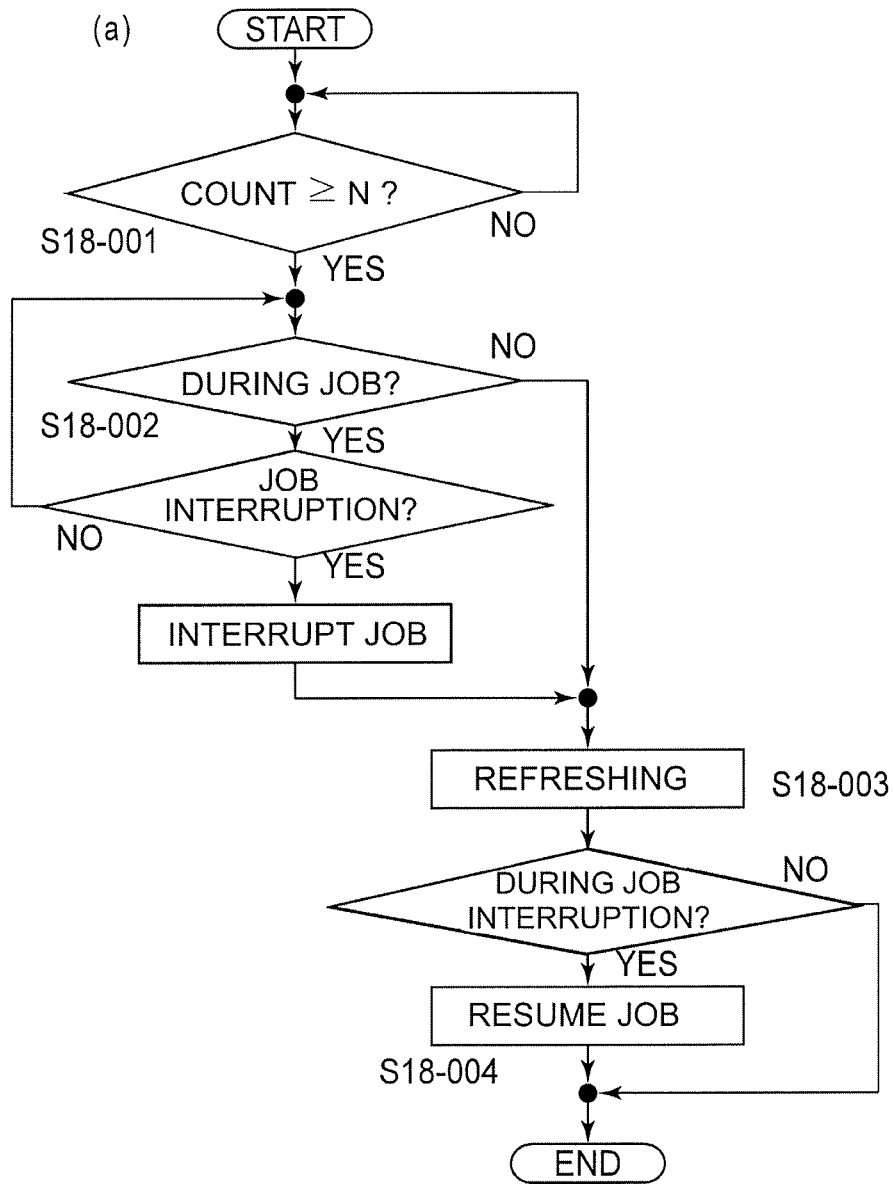 (a)
START
COUNT ≧ N ?
NO
S18-001
YES
NO
DURING JOB?
S18-002
YES
JOB
INTERRUPTION?
NO
YES
INTERRUPT JOB
REFRESHING
S18-003
NO
DURING JOB
INTERRUPTION?
YES
RESUME JOB
S18-004
END